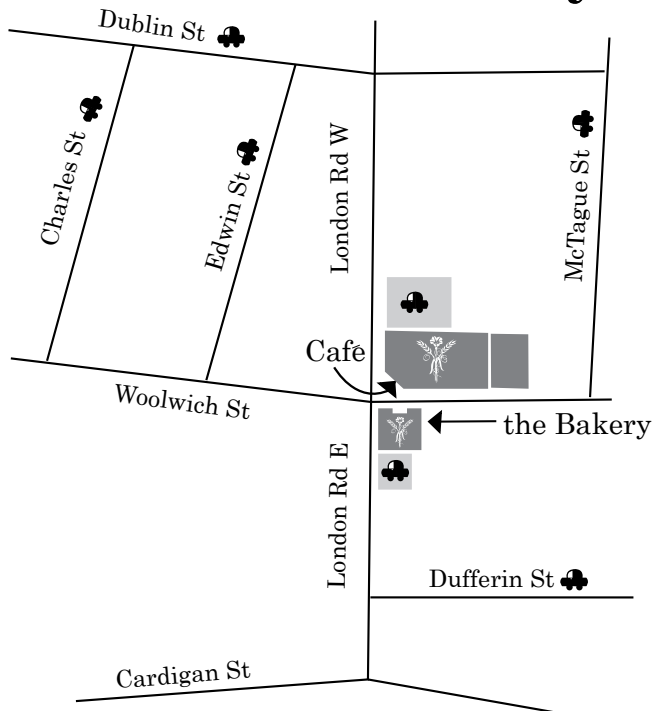 Dublin St
Charles St
Edwin St
London Rd W
McTague St
Café
Woolwich St
the Bakery
London Rd E
Dufferin St
Cardigan St